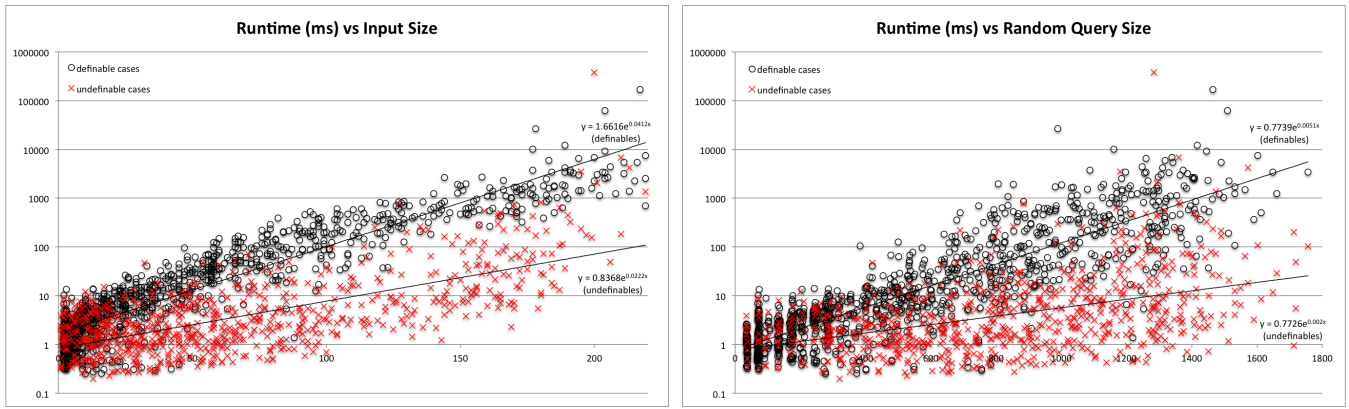 Runtime (ms) vs Input Size
1000000
100000
10000
1000
100
10
1
0.1
definable cases
undefinable cases
y = 1.6616e^0.0412x
(definables)
y = 0.8368e^0.0222x
(undefinables)
50
100
150
200
Runtime (ms) vs Random Query Size
1000000
100000
10000
1000
100
10
1
0.1
definable cases
undefinable cases
y = 0.7739e^0.0051x
(definables)
y = 0.7726e^0.002x
(undefinables)
0
200
400
600
800
1000
1200
1400
1600
1800